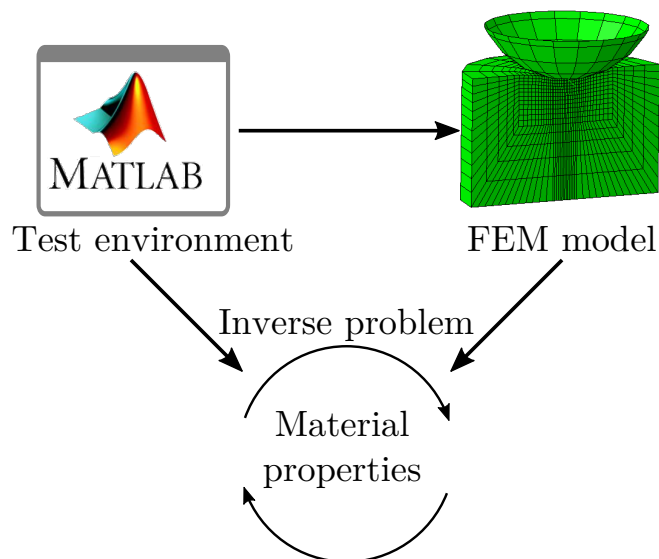 MATLAB
Test environment
FEM model
Inverse problem
Material
properties